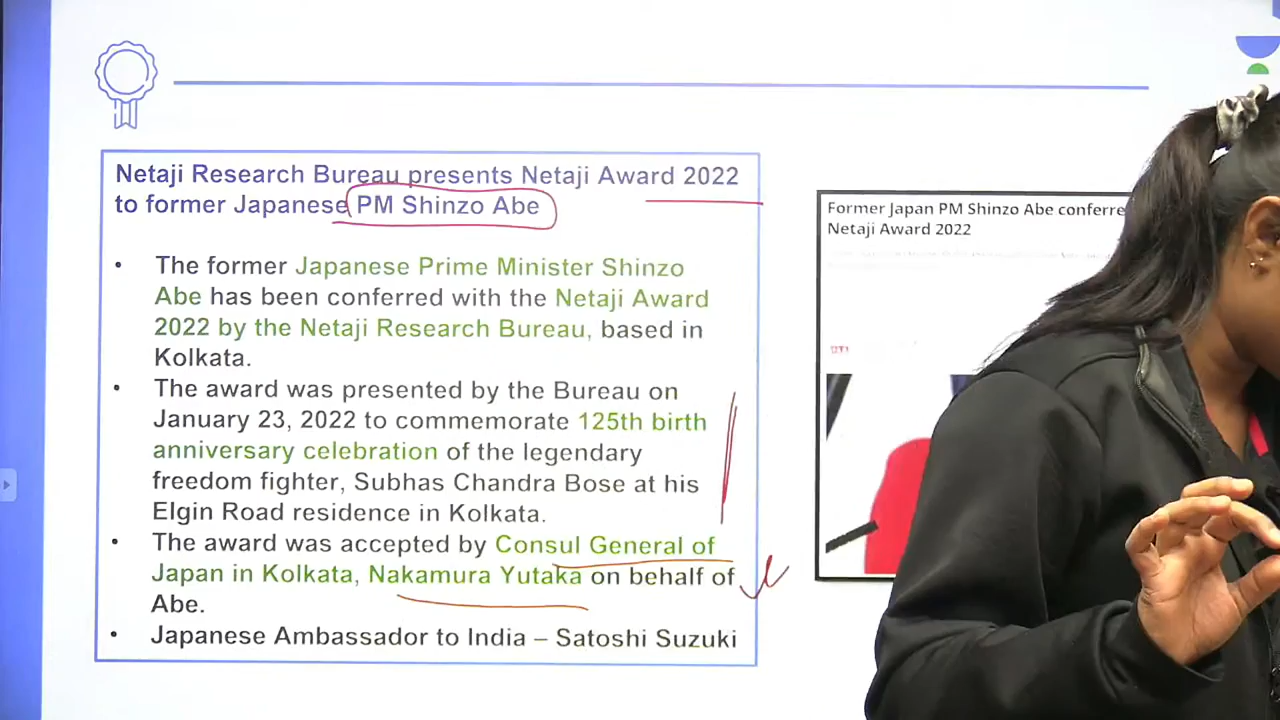 Netaji Research Bureau presents Netaji Award 2022
to former Japanese PM Shinzo Abe
• The former Japanese Prime Minister Shinzo
Abe has been conferred with the Netaji Award
2022 by the Netaji Research Bureau, based in
Kolkata.
• The award was presented by the Bureau on
January 23, 2022 to commemorate 125th birth
anniversary celebration of the legendary
freedom fighter, Subhas Chandra Bose at his
Elgin Road residence in Kolkata.
• The award was accepted by Consul General of
Japan in Kolkata, Nakamura Yutaka on behalf of
Abe.
• Japanese Ambassador to India – Satoshi Suzuki
Former Japan PM Shinzo Abe conferre
Netaji Award 2022